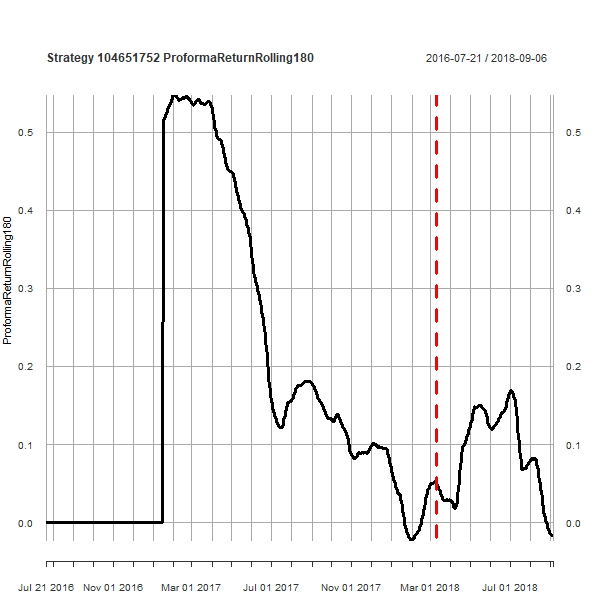 Strategy 104651752 ProformaReturnRolling180 2016-07-21 / 2018-09-06
0.5 0.5
0.4 0.4
0.3 0.3
0.2 0.2
0.1 0.1
0.0 0.0
ProformaReturnRolling180
Jul 21 2016 Nov 01 2016 Mar 01 2017 Jul 01 2017 Nov 01 2017 Mar 01 2018 Jul 01 2018